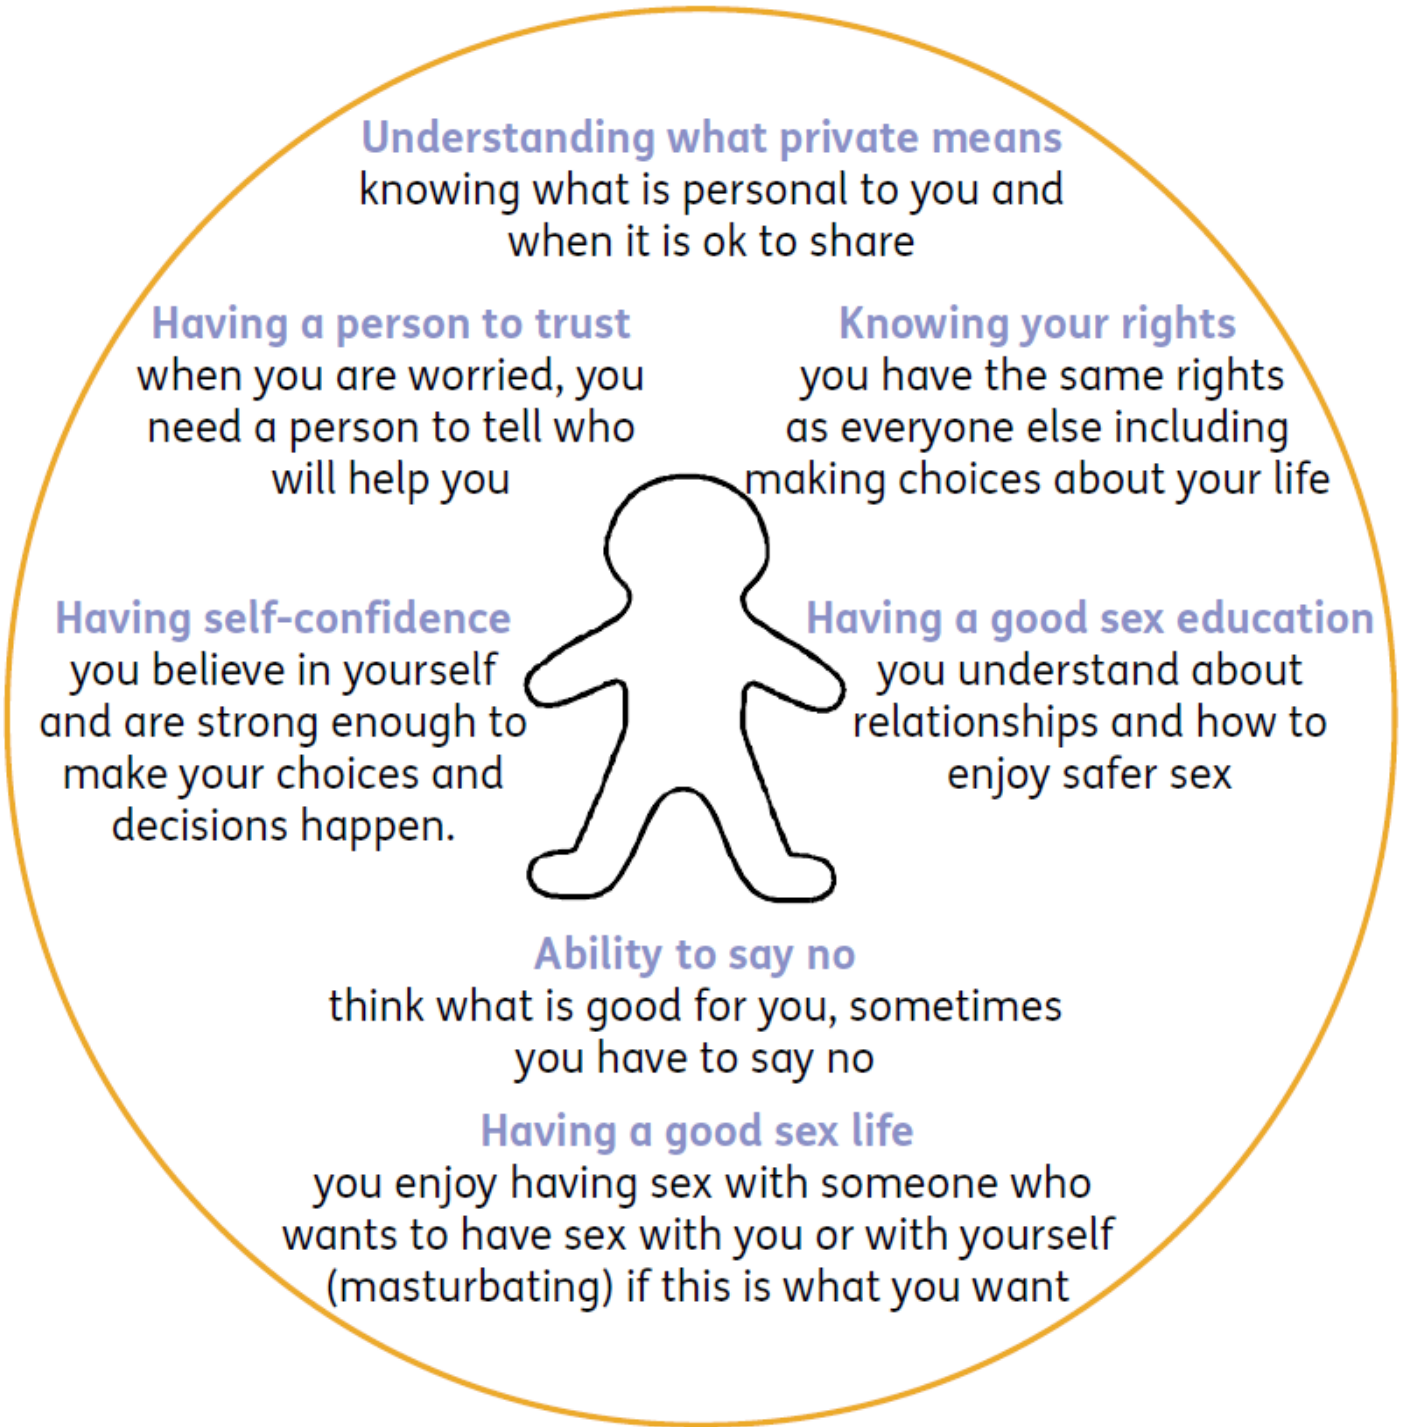 Understanding what private means
knowing what is personal to you and
when it is ok to share
Having a person to trust
when you are worried, you
need a person to tell who
will help you
Knowing your rights
you have the same rights
as everyone else including
making choices about your life
Having self-confidence
you believe in yourself
and are strong enough to
make your choices and
decisions happen.
Having a good sex education
you understand about
relationships and how to
enjoy safer sex
Ability to say no
think what is good for you, sometimes
you have to say no
Having a good sex life
you enjoy having sex with someone who
wants to have sex with you or with yourself
(masturbating) if this is what you want